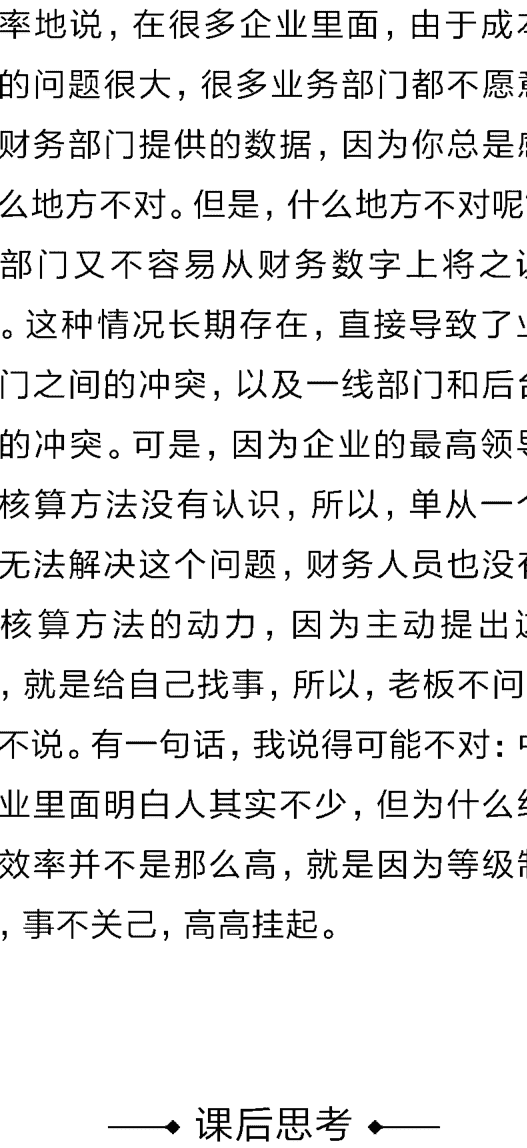 率地说，在很多企业里面，由于成本
的问题很大，很多业务部门都不愿意
财务部门提供的数据，因为你总是感
么地方不对。但是，什么地方不对呢
部门又不容易从财务数字上将之
。这种情况长期存在，直接导致了业
门之间的冲突，以及一线部门和后台
的冲突。可是，因为企业的最高领导
核算方法没有认识，所以，单从一个
无法解决这个问题，财务人员也没有
核算方法的动力，因为主动提出这
，就是给自己找事，所以，老板不问
不说。有一句话，我说得可能不对：中
业里面明白人其实不少，但为什么经
效率并不是那么高，就是因为等级制
，事不关己，高高挂起。
课后思考